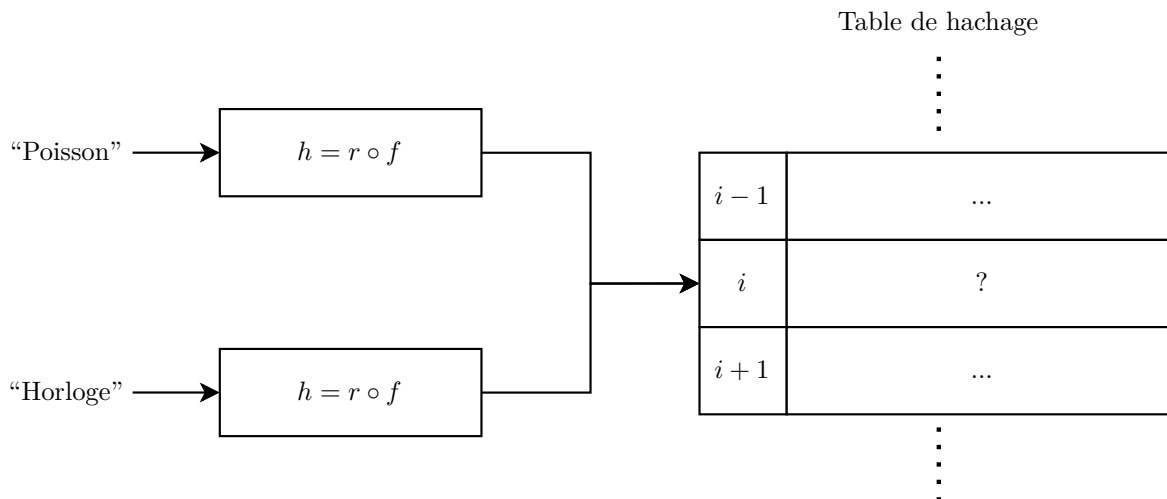 Table de hachage
“Poisson”
h = r ∘ f
i − 1
...
i
?
“Horloge”
h = r ∘ f
i + 1
...